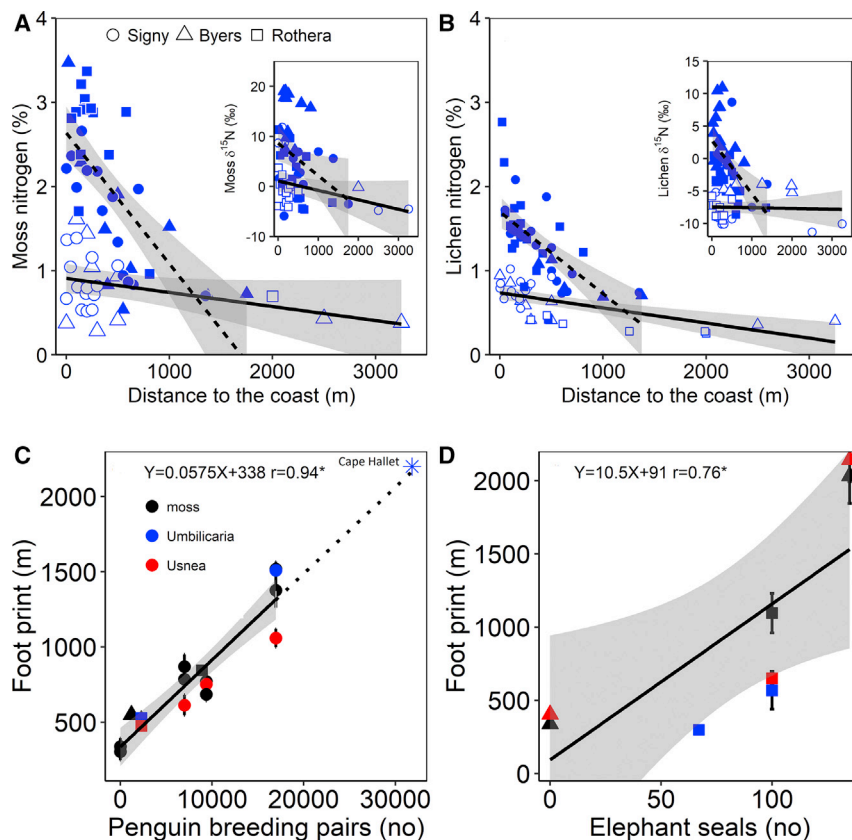 A
○ Signy △ Byers □ Rothera
Moss nitrogen (%)
4
3
2
1
0
0 1000 2000 3000
Distance to the coast (m)
Moss δ¹⁵N (‰)
20
10
0
-10
0 1000 2000 3000
B
Lichen nitrogen (%)
4
3
2
1
0
0 1000 2000 3000
Distance to the coast (m)
Lichen δ¹⁵N (‰)
15
10
5
0
-5
-10
0 1000 2000 3000
C
Y=0.0575X+338 r=0.94*
Cape Hallet
moss
Umbilicaria
Usnea
Foot print (m)
2000
1500
1000
500
0 10000 20000 30000
Penguin breeding pairs (no)
D
Y=10.5X+91 r=0.76*
Foot print (m)
2000
1500
1000
500
0
0 50 100
Elephant seals (no)